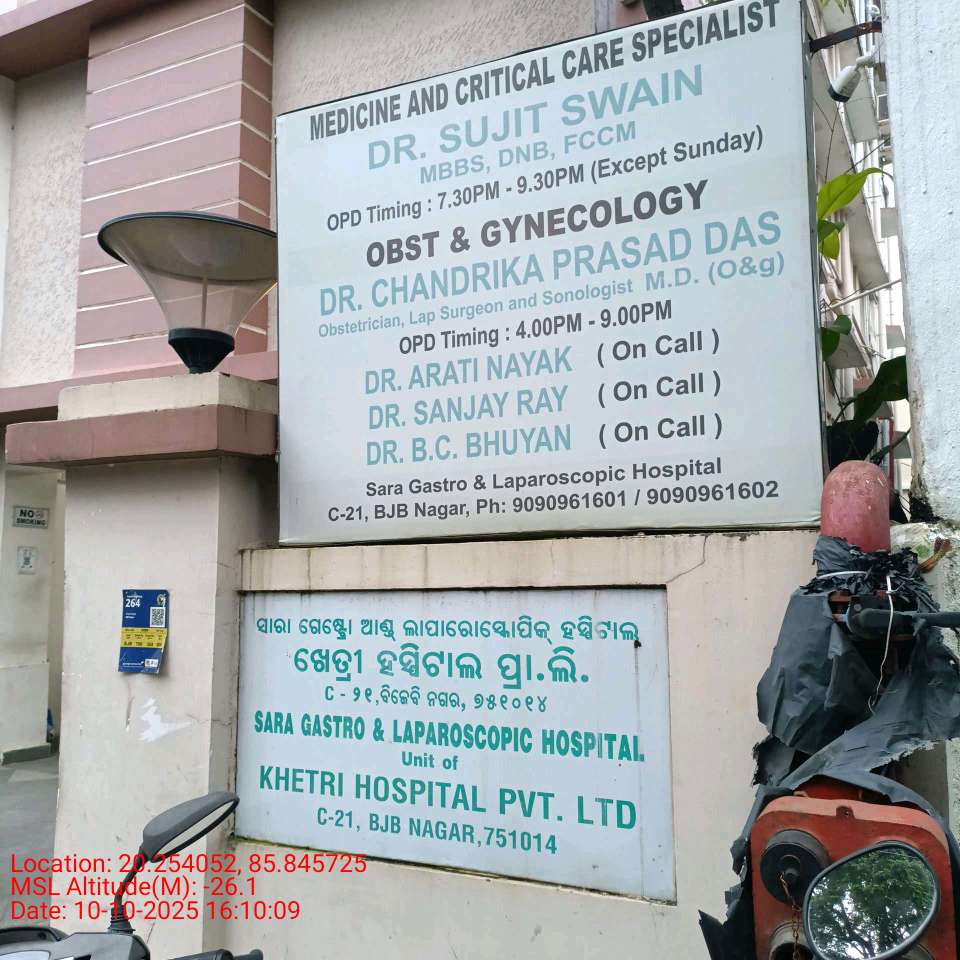 MEDICINE AND CRITICAL CARE SPECIALIST
DR. SUJIT SWAIN
MBBS, DNB, FCCM
OPD Timing : 7.30PM - 9.30PM (Except Sunday)
OBST & GYNECOLOGY
DR. CHANDRIKA PRASAD DAS
Obstetrician, Lap Surgeon and Sonologist M.D. (O&g)
OPD Timing : 4.00PM - 9.00PM
DR. ARATI NAYAK ( On Call )
DR. SANJAY RAY ( On Call )
DR. B.C. BHUYAN ( On Call )
Sara Gastro & Laparoscopic Hospital
C-21, BJB Nagar, Ph: 9090961601 / 9090961602
NO
SMOKING
264
ସାରା ଗେଷ୍ଟ୍ରୋ ଆଣ୍ଡ ଲାପାରୋସ୍କୋପିକ୍ ହସ୍ପିଟାଲ୍
ଖେତ୍ରୀ ହସ୍ପିଟାଲ ପ୍ରା.ଲି.
C - ୨୧,ବିଜେବି ନଗର, ୭୫୧୦୧୪
SARA GASTRO & LAPAROSCOPIC HOSPITAL
Unit of
KHETRI HOSPITAL PVT. LTD
C-21, BJB NAGAR,751014
Location: 20.254052, 85.845725
MSL Altitude(M): -26.1
Date: 10-10-2025 16:10:09